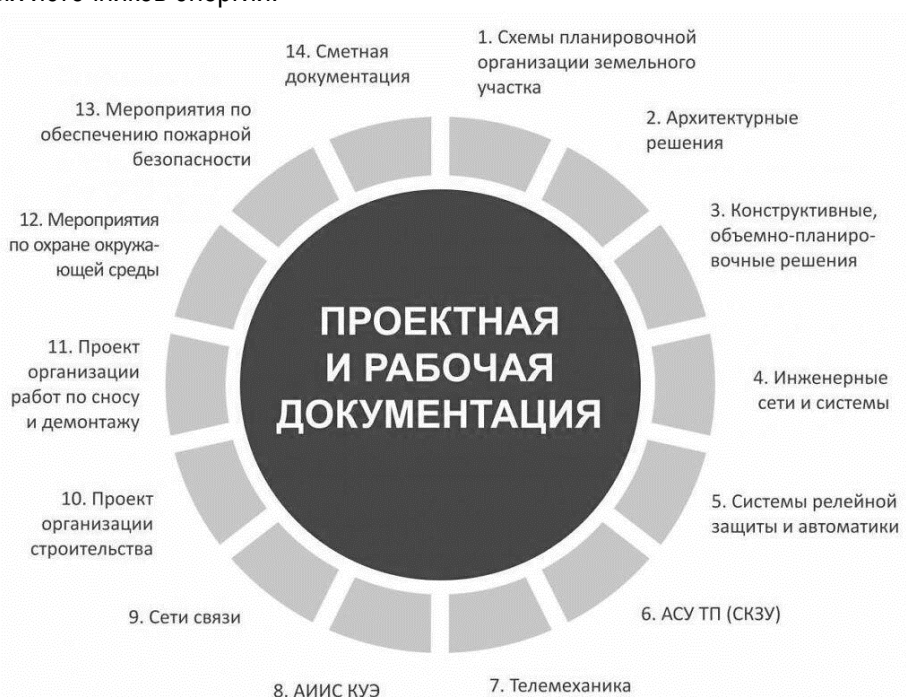 1. Схемы планировочной
организации земельного
участка
2. Архитектурные
решения
3. Конструктивные,
объемно-планиро-
вочные решения
4. Инженерные
сети и системы
5. Системы релейной
защиты и автоматики
6. АСУ ТП (СКЗУ)
7. Телемеханика
8. АИИС КУЭ
9. Сети связи
10. Проект
организации
строительства
11. Проект
организации
работ по сносу
и демонтажу
12. Мероприятия
по охране окружа-
ющей среды
13. Мероприятия по
обеспечению пожарной
безопасности
14. Сметная
документация
ПРОЕКТНАЯ
И РАБОЧАЯ
ДОКУМЕНТАЦИЯ